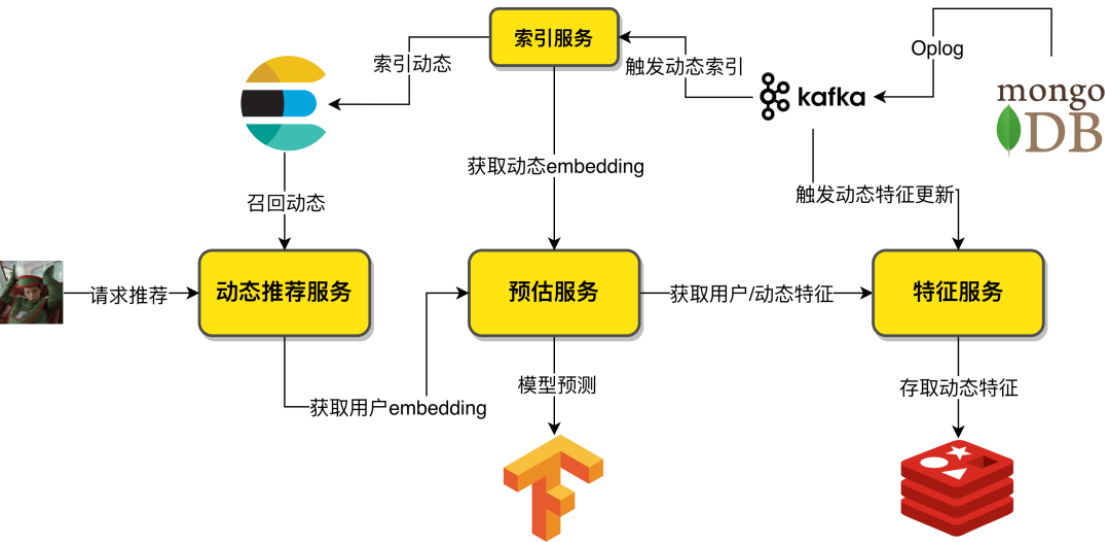 索引服务
Oplog
索引动态
触发动态索引
kafka
mongo
DB
获取动态embedding
触发动态特征更新
召回动态
请求推荐
动态推荐服务
预估服务
获取用户/动态特征
特征服务
模型预测
存取动态特征
获取用户embedding